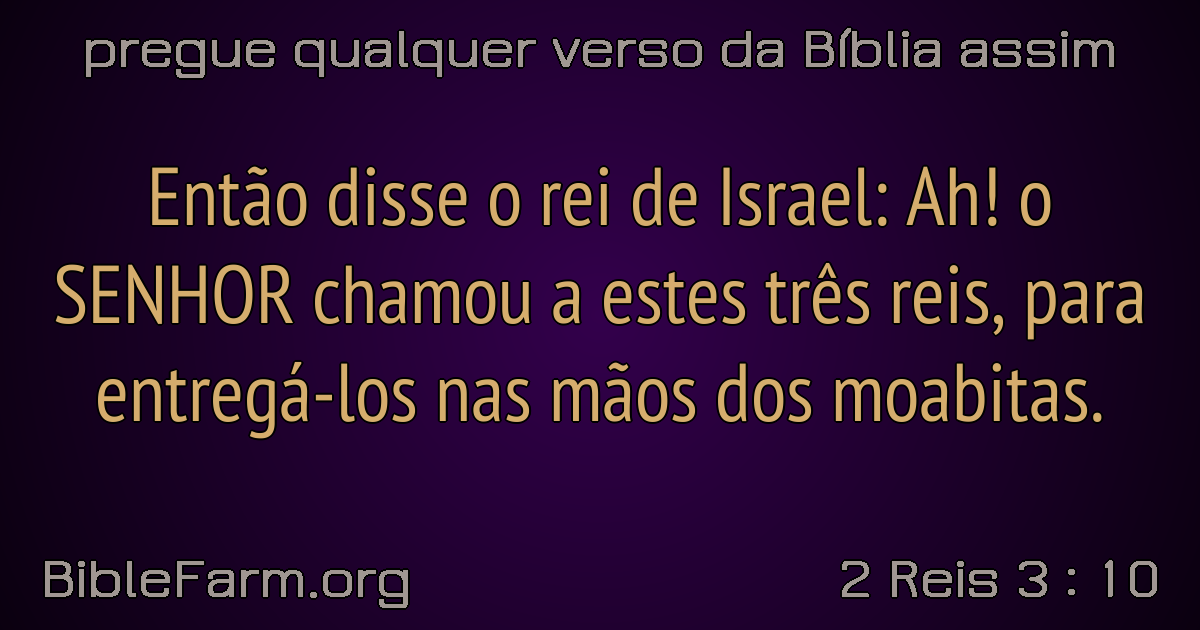 pregue qualquer verso da Bíblia assim
Então disse o rei de Israel: Ah! o
SENHOR chamou a estes três reis, para
entregá-los nas mãos dos moabitas.
BibleFarm.org
2 Reis 3 : 10